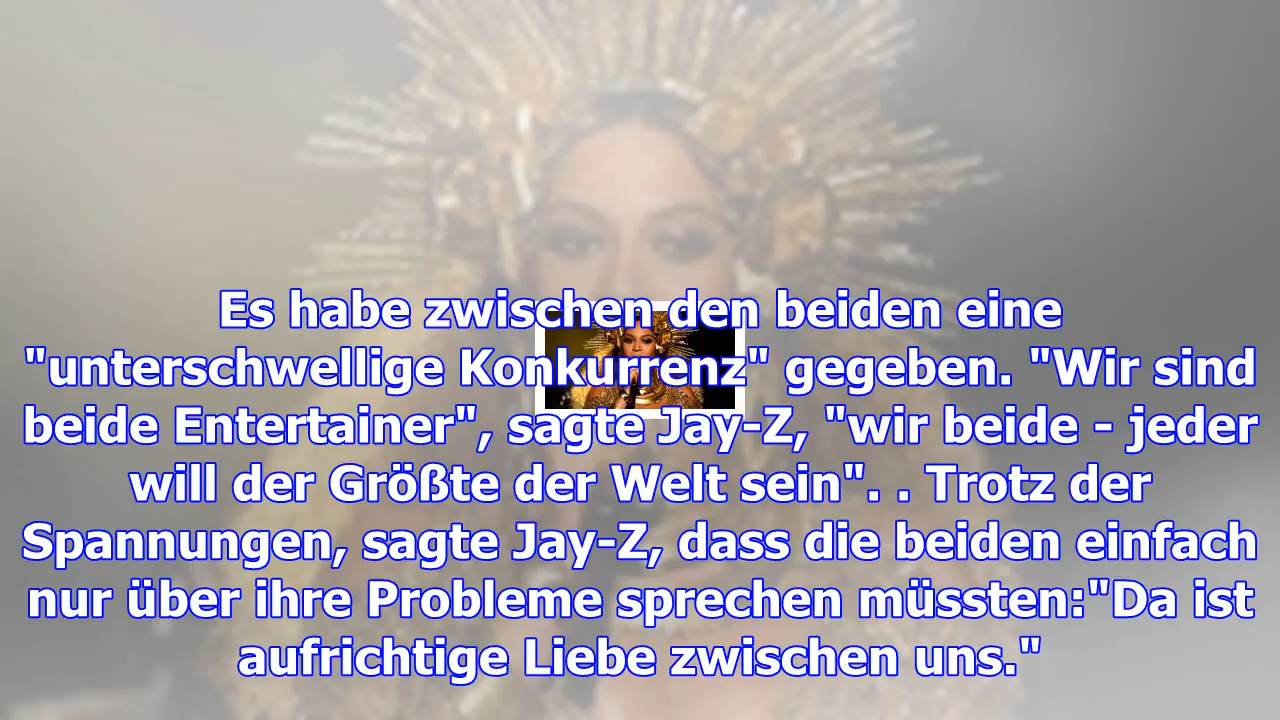 Es habe zwischen den beiden eine
"unterschwellige Konkurrenz" gegeben. "Wir sind
beide Entertainer", sagte Jay-Z, "wir beide - jeder
will der Größte der Welt sein". . Trotz der
Spannungen, sagte Jay-Z, dass die beiden einfach
nur über ihre Probleme sprechen müssten:"Da ist
aufrichtige Liebe zwischen uns."